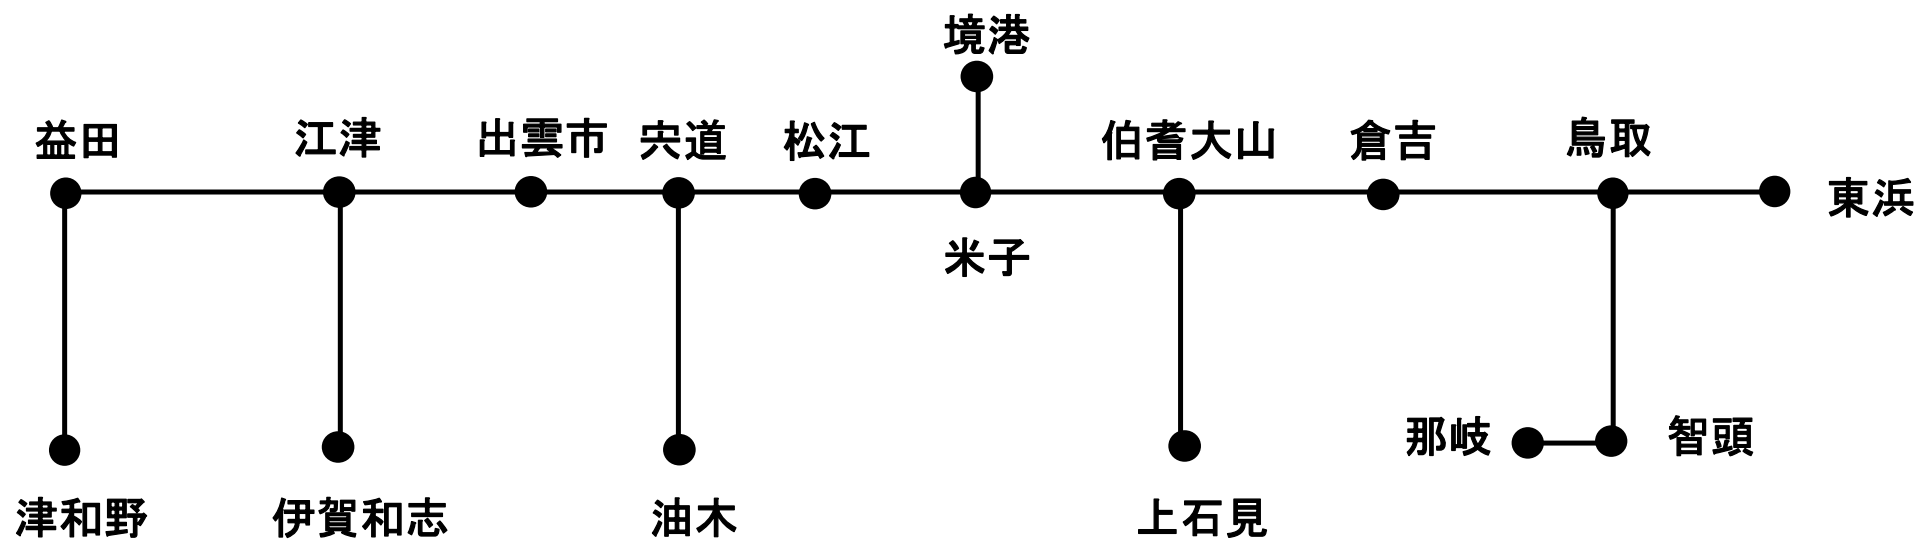 境港
益田
江津
出雲市
宍道
松江
伯耆大山
倉吉
鳥取
東浜
米子
那岐
智頭
津和野
伊賀和志
油木
上石見